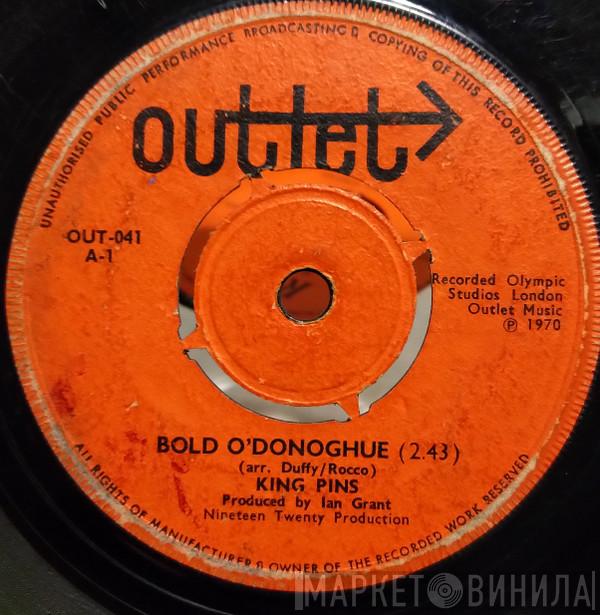 UNAUTHORISED PUBLIC PERFORMANCE BROADCASTING & COPYING OF THIS RECORD PROHIBITED
outlet
OUT-041
A-1
Recorded Olympic
Studios London
Outlet Music
℗ 1970
BOLD O'DONOGHUE (2.43)
(arr. Duffy/Rocco)
KING PINS
Produced by Ian Grant
Nineteen Twenty Production
ALL RIGHTS OF MANUFACTURER & OWNER OF THE RECORDED WORK RESERVED
МАРКЕТ ВИНИЛА